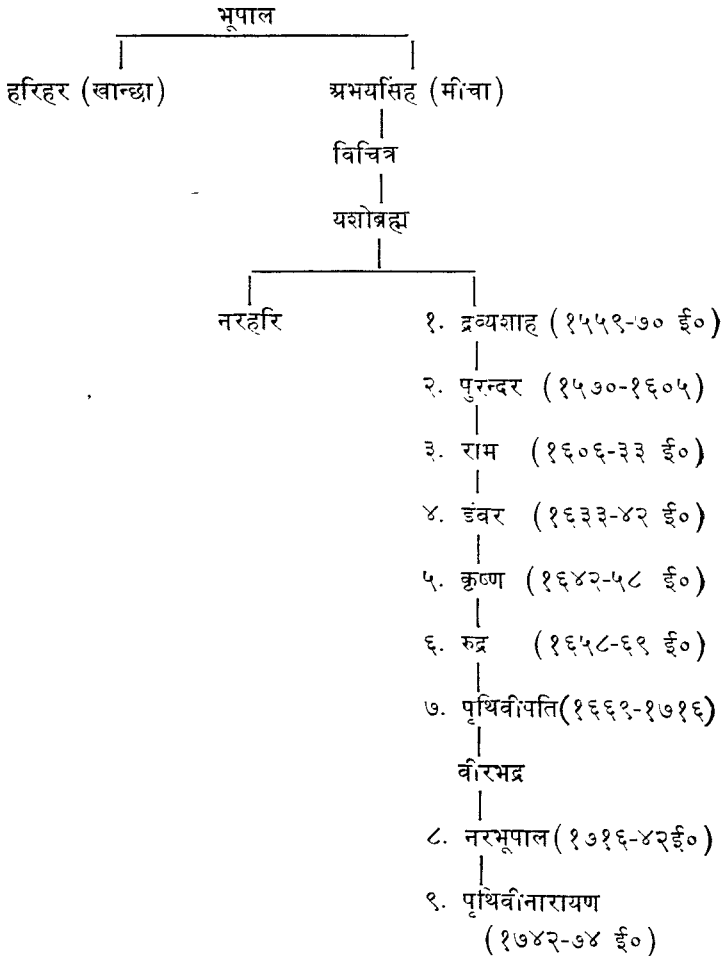 भूपाल
हरिहर (खान्छा) अभयसिंह (मीचा)
विचित्र
यशोब्रह्म
नरहरि १. द्रव्यशाह (१५५९-७० ई०)
२. पुरन्दर (१५७०-१६०५)
३. राम (१६०६-३३ ई०)
४. डंवर (१६३३-४२ ई०)
५. कृष्ण (१६४२-५८ ई०)
६. रुद्र (१६५८-६९ ई०)
७. पृथिवीपति(१६६९-१७१६)
वीरभद्र
८. नरभूपाल(१७१६-४२ई०)
९. पृथिवीनारायण
(१७४२-७४ ई०)